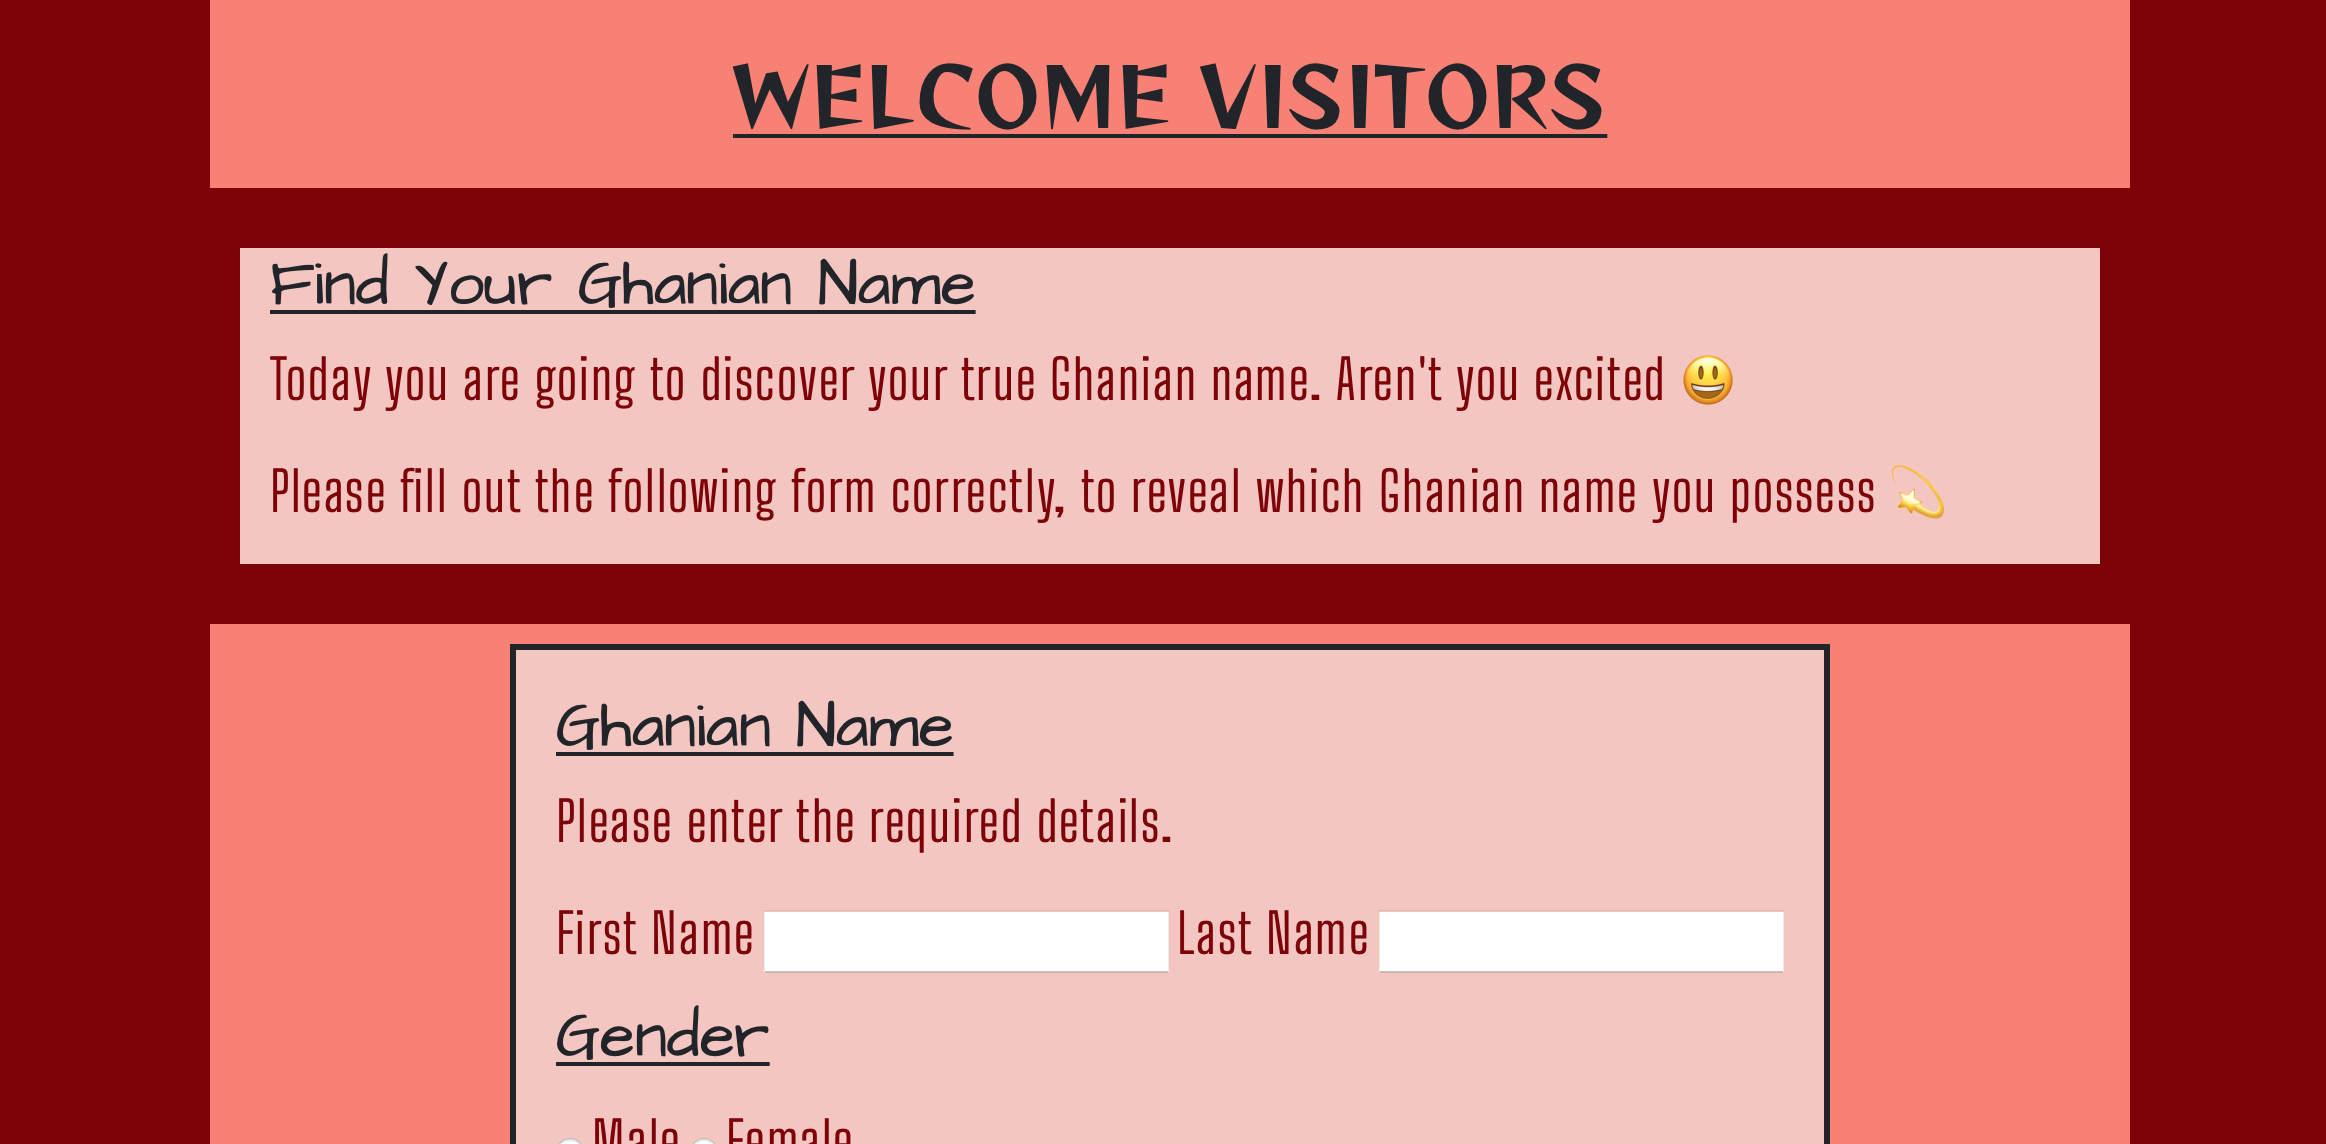 WELCOME VISITORS
Find Your Ghanian Name
Today you are going to discover your true Ghanian name. Aren't you excited 😃
Please fill out the following form correctly, to reveal which Ghanian name you possess 💫
Ghanian Name
Please enter the required details.
First Name Last Name
Gender
Male Female